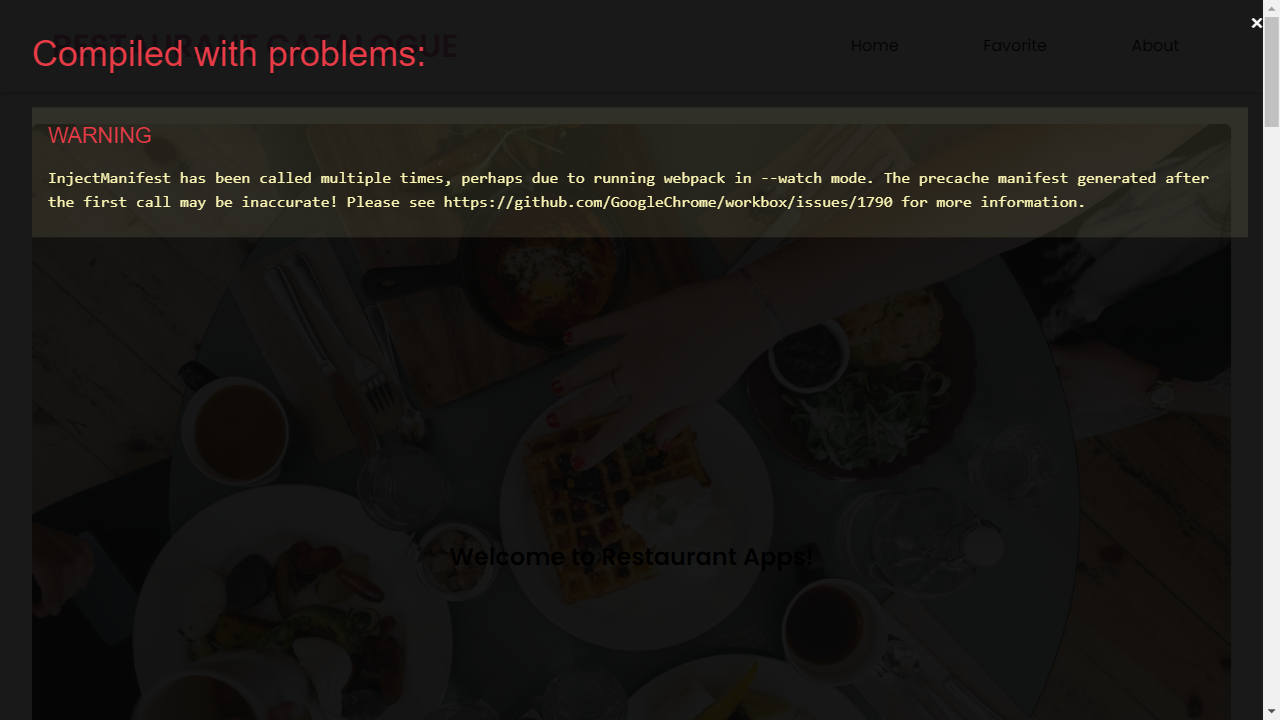 RESTAURANT CATALOGUE
Compiled with problems:
×
Home
Favorite
About
WARNING
InjectManifest has been called multiple times, perhaps due to running webpack in --watch mode. The precache manifest generated after
the first call may be inaccurate! Please see https://github.com/GoogleChrome/workbox/issues/1790 for more information.
Welcome to Restaurant Apps!